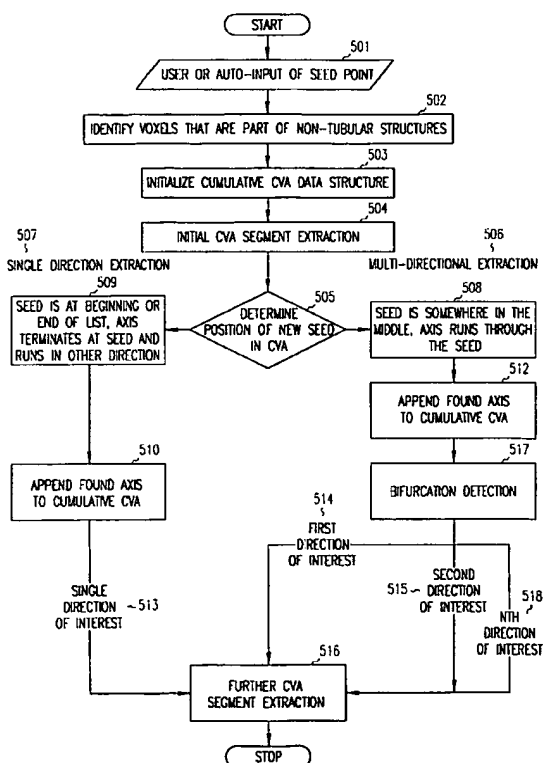 START
501
USER OR AUTO-INPUT OF SEED POINT
502
IDENTIFY VOXELS THAT ARE PART OF NON-TUBULAR STRUCTURES
503
INITIALIZE CUMULATIVE CVA DATA STRUCTURE
504
INITIAL CVA SEGMENT EXTRACTION
507
SINGLE DIRECTION EXTRACTION
506
MULTI-DIRECTIONAL EXTRACTION
509
SEED IS AT BEGINNING OR
END OF LIST, AXIS
TERMINATES AT SEED AND
RUNS IN OTHER DIRECTION
505
DETERMINE
POSITION OF NEW SEED
IN CVA
508
SEED IS SOMEWHERE IN THE
MIDDLE, AXIS RUNS THROUGH
THE SEED
512
APPEND FOUND AXIS
TO CUMULATIVE CVA
510
APPEND FOUND AXIS
TO CUMULATIVE CVA
517
BIFURCATION DETECTION
514
FIRST
DIRECTION
OF INTEREST
SINGLE
DIRECTION
OF INTEREST
513
515
SECOND
DIRECTION
OF INTEREST
518
NTH
DIRECTION
OF INTEREST
516
FURTHER CVA
SEGMENT EXTRACTION
STOP